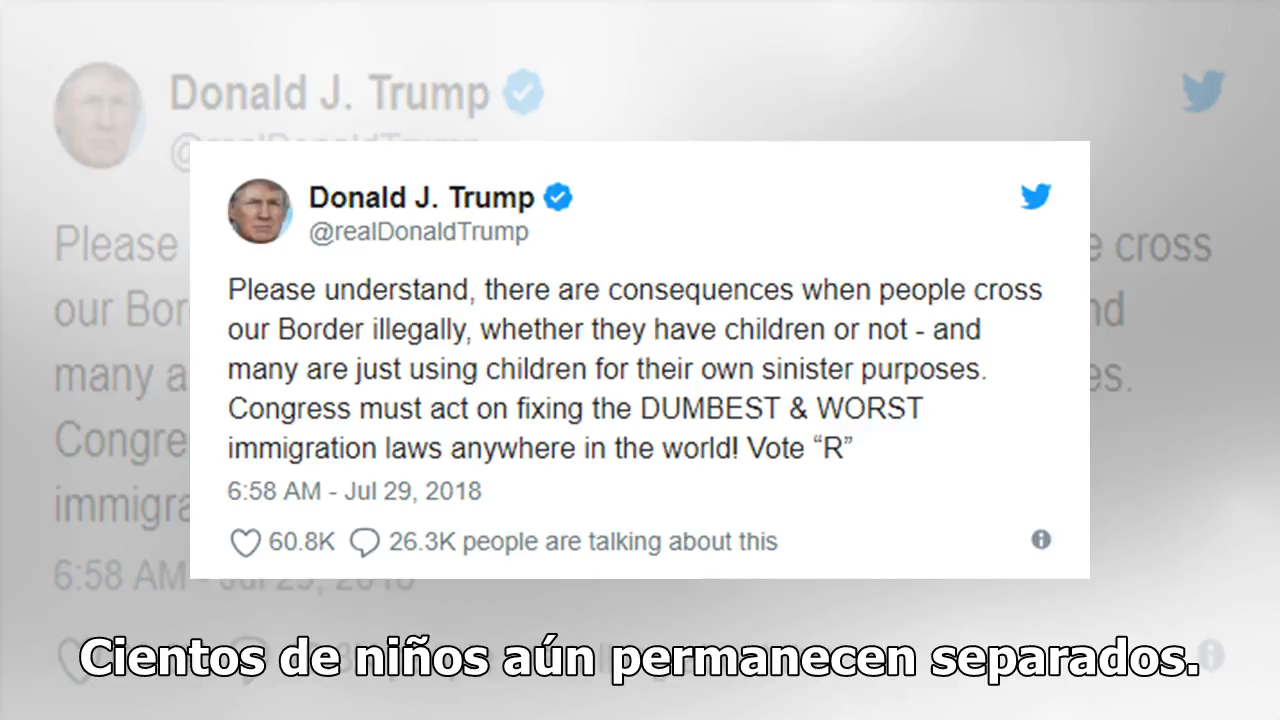 Donald J. Trump
@realDonaldTrump
Please understand, there are consequences when people cross
our Border illegally, whether they have children or not - and
many are just using children for their own sinister purposes.
Congress must act on fixing the DUMBEST & WORST
immigration laws anywhere in the world! Vote “R”
6:58 AM - Jul 29, 2018
60.8K 26.3K people are talking about this
Cientos de niños aún permanecen separados.